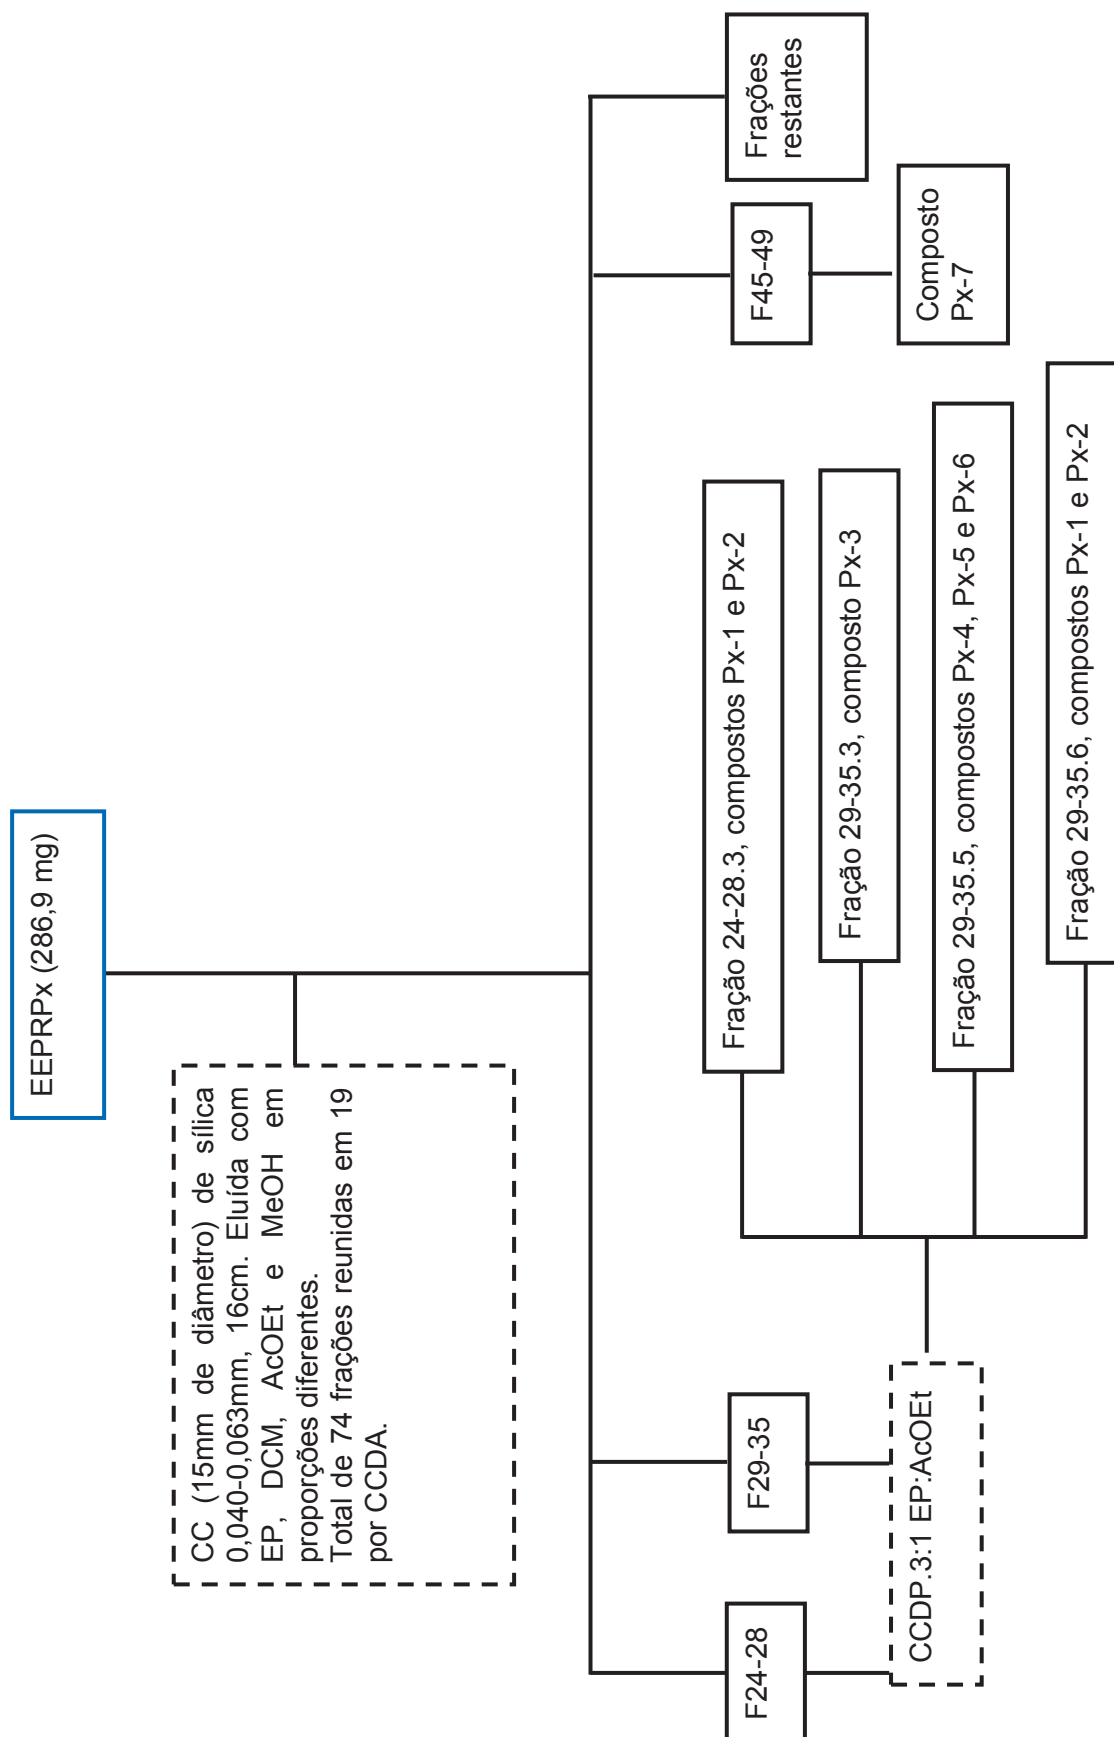 EEPRPx (286,9 mg)
CC (15mm de diâmetro) de sílica
0,040-0,063mm, 16cm. Eluída com
EP, DCM, AcOEt e MeOH em
proporções diferentes.
Total de 74 frações reunidas em 19
por CCDA.
F24-28
F29-35
F45-49
Frações
restantes
CCDP.3:1 EP:AcOEt
Composto
Px-7
Fração 24-28.3, compostos Px-1 e Px-2
Fração 29-35.3, composto Px-3
Fração 29-35.5, compostos Px-4, Px-5 e Px-6
Fração 29-35.6, compostos Px-1 e Px-2